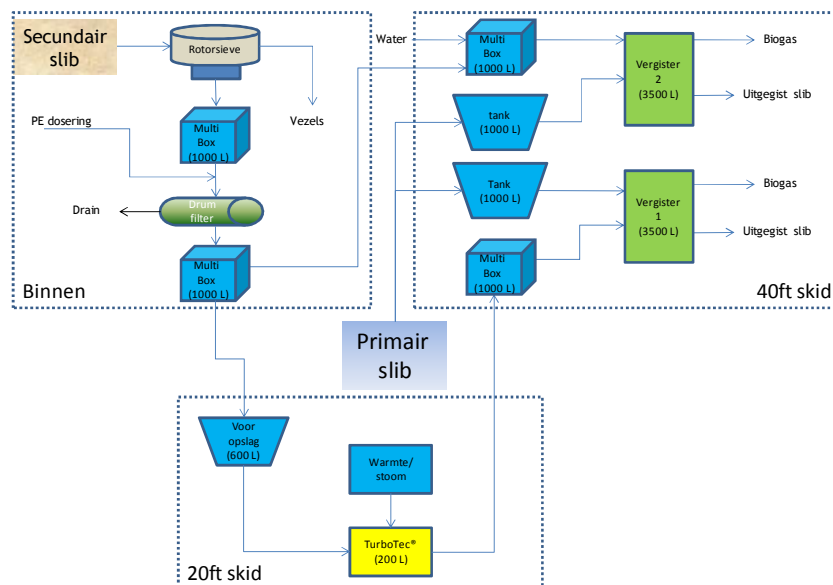 Secundair
slib
Rotorsieve
PE dosering
Vezels
Multi
Box
(1000 L)
Drain
Drum
filter
Multi
Box
(1000 L)
Binnen
Water
Multi
Box
(1000 L)
Vergister
2
(3500 L)
Biogas
Uitgegist slib
tank
(1000 L)
Tank
(1000 L)
Vergister
1
(3500 L)
Biogas
Uitgegist slib
Multi
Box
(1000 L)
40ft skid
Primair
slib
Voor
opslag
(600 L)
Warmte/
stoom
TurboTec®
(200 L)
20ft skid